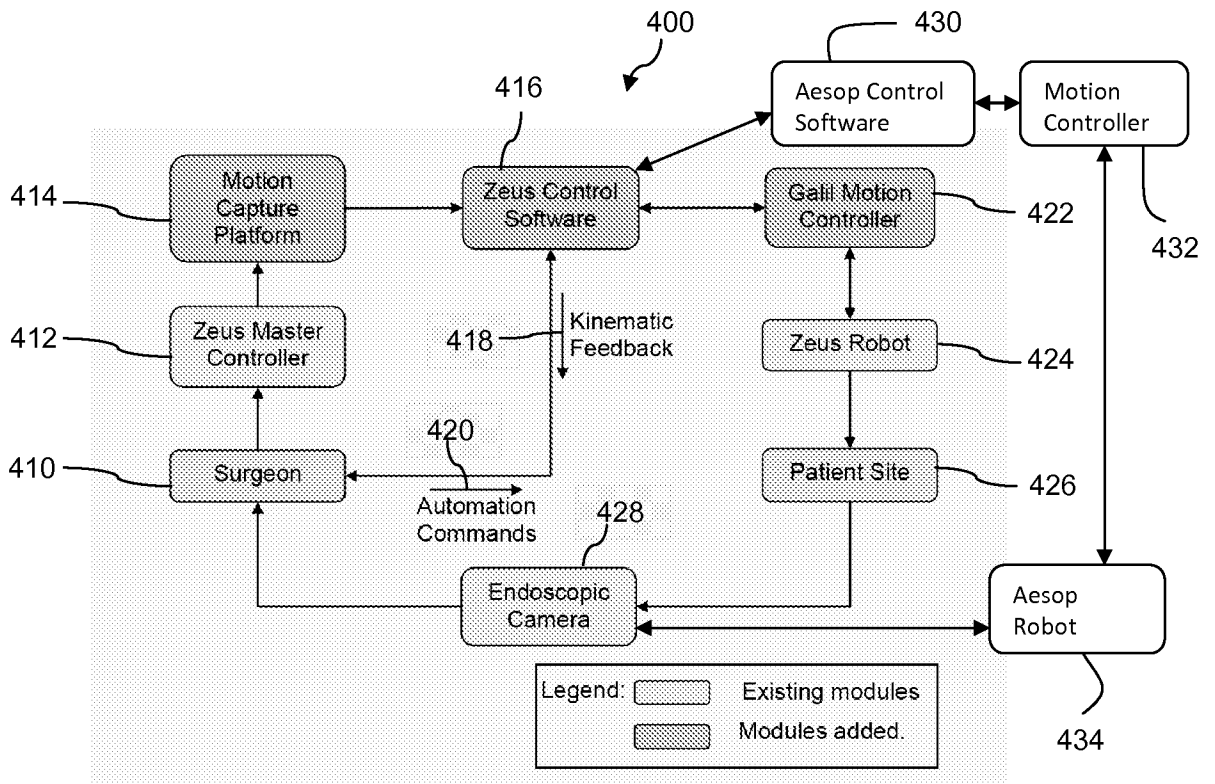 400
430
Aesop Control
Software
Motion
Controller
432
416
414
Motion
Capture
Platform
Zeus Control
Software
Galil Motion
Controller
422
412
Zeus Master
Controller
418
Kinematic
Feedback
Zeus Robot
424
410
Surgeon
420
Automation
Commands
Patient Site
426
428
Endoscopic
Camera
Aesop
Robot
434
Legend:
Existing modules
Modules added.